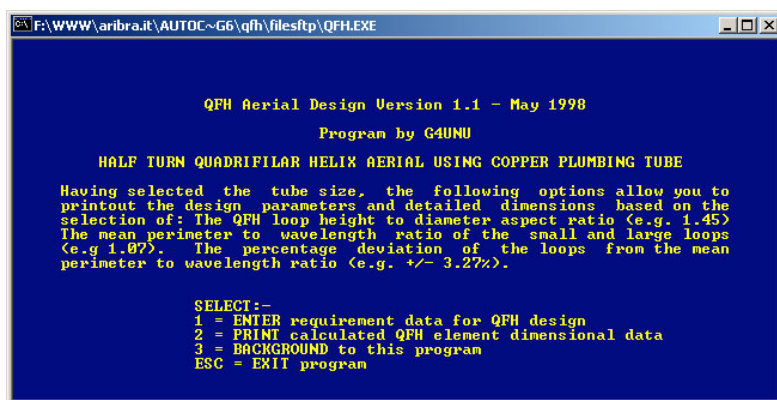 F:\WWW\aribra.it\AUTOC~G6\qfh\filesftp\QFH.EXE
QFH Aerial Design Version 1.1 - May 1998
Program by G4UNU
HALF TURN QUADRIFILAR HELIX AERIAL USING COPPER PLUMBING TUBE
Having selected the tube size, the following options allow you to
printout the design parameters and detailed dimensions based on the
selection of: The QFH loop height to diameter aspect ratio (e.g. 1.45)
The mean perimeter to wavelength ratio of the small and large loops
(e.g 1.07). The percentage deviation of the loops from the mean
perimeter to wavelength ratio (e.g. +/- 3.27%).
SELECT:-
1 = ENTER requirement data for QFH design
2 = PRINT calculated QFH element dimensional data
3 = BACKGROUND to this program
ESC = EXIT program